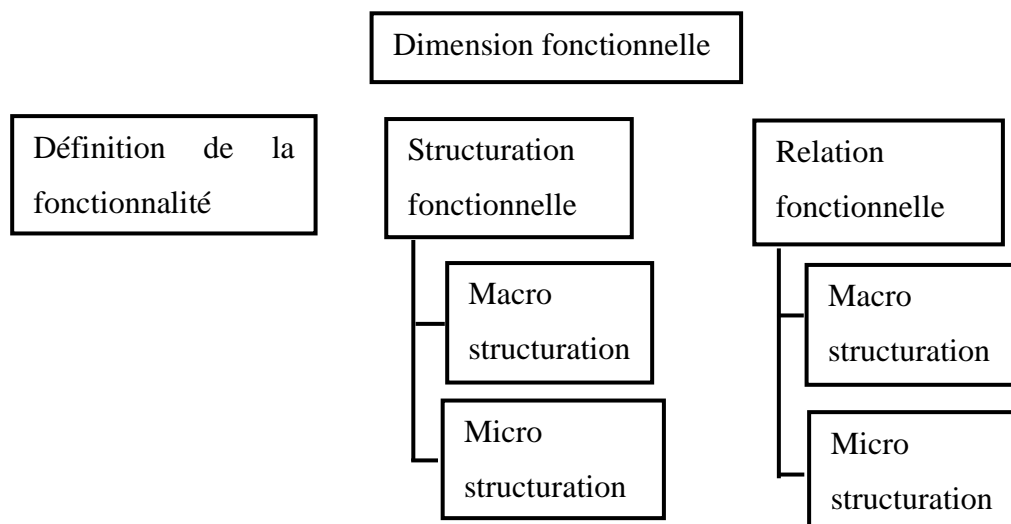 Dimension fonctionnelle
Définition de la
fonctionnalité
Structuration
fonctionnelle
Relation
fonctionnelle
Macro
structuration
Macro
structuration
Micro
structuration
Micro
structuration